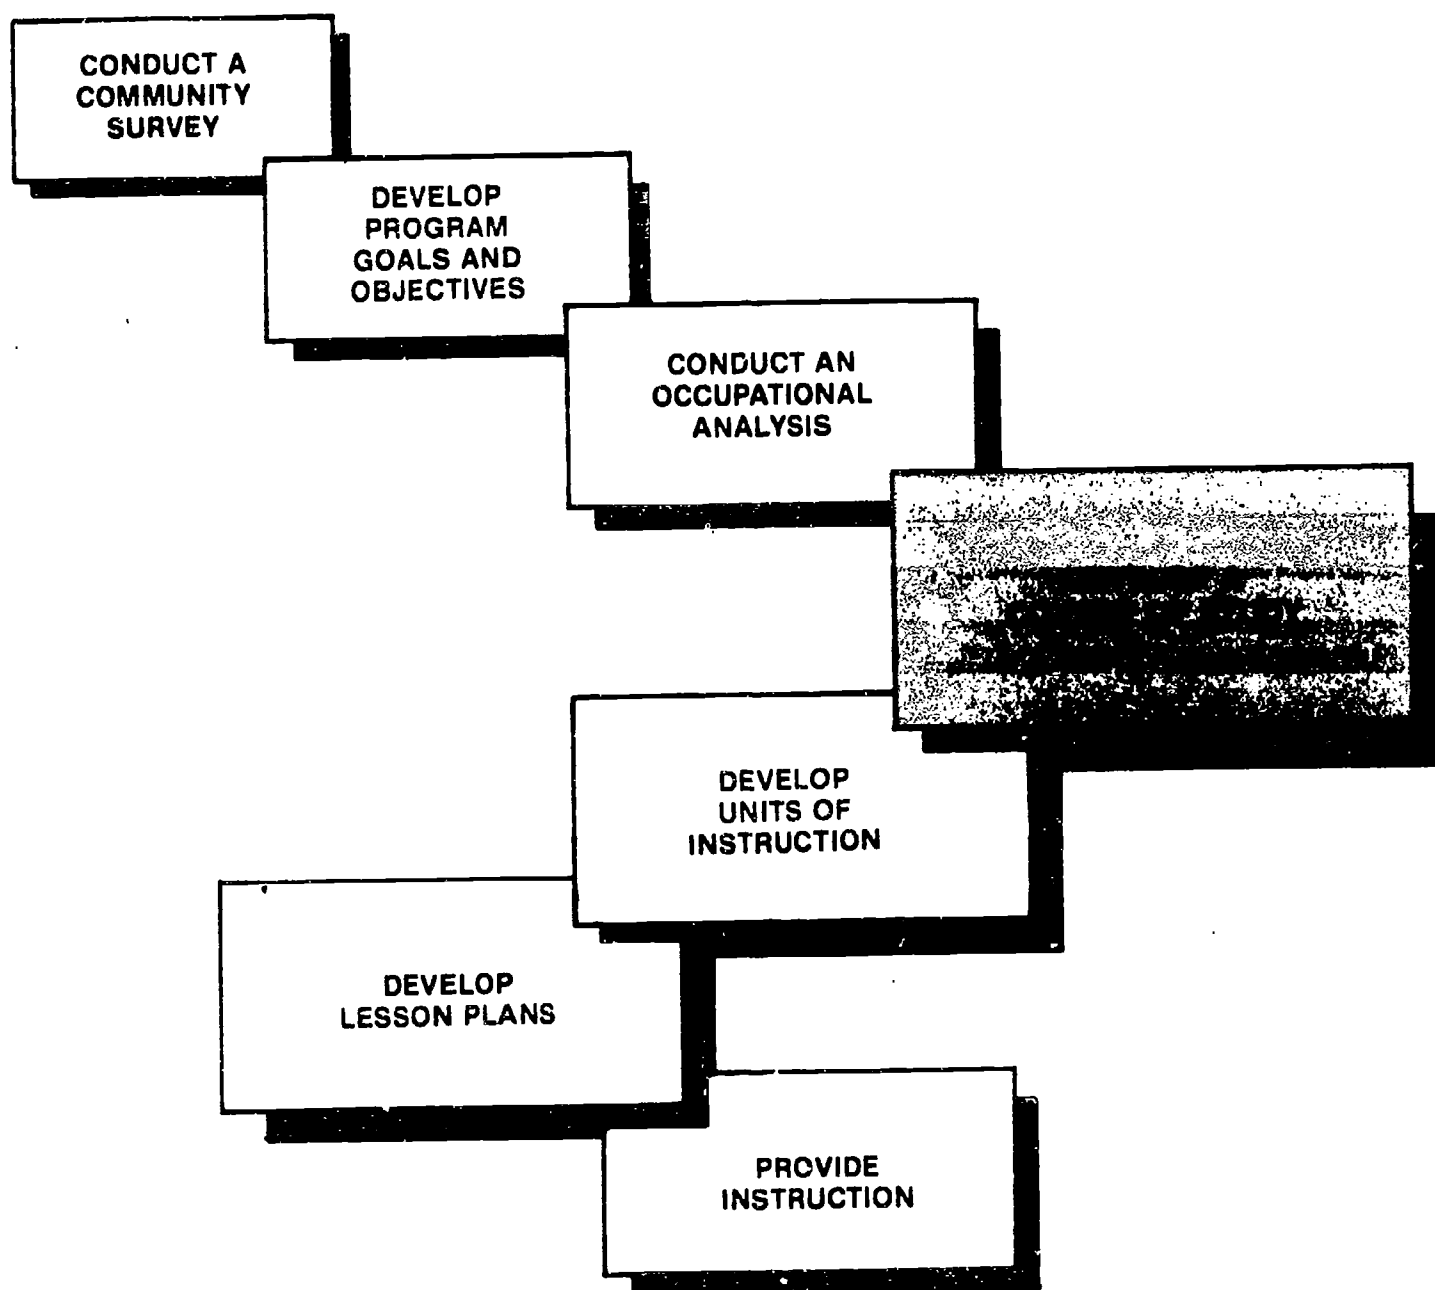 CONDUCT A
COMMUNITY
SURVEY
DEVELOP
PROGRAM
GOALS AND
OBJECTIVES
CONDUCT AN
OCCUPATIONAL
ANALYSIS
DEVELOP
UNITS OF
INSTRUCTION
DEVELOP
LESSON PLANS
PROVIDE
INSTRUCTION